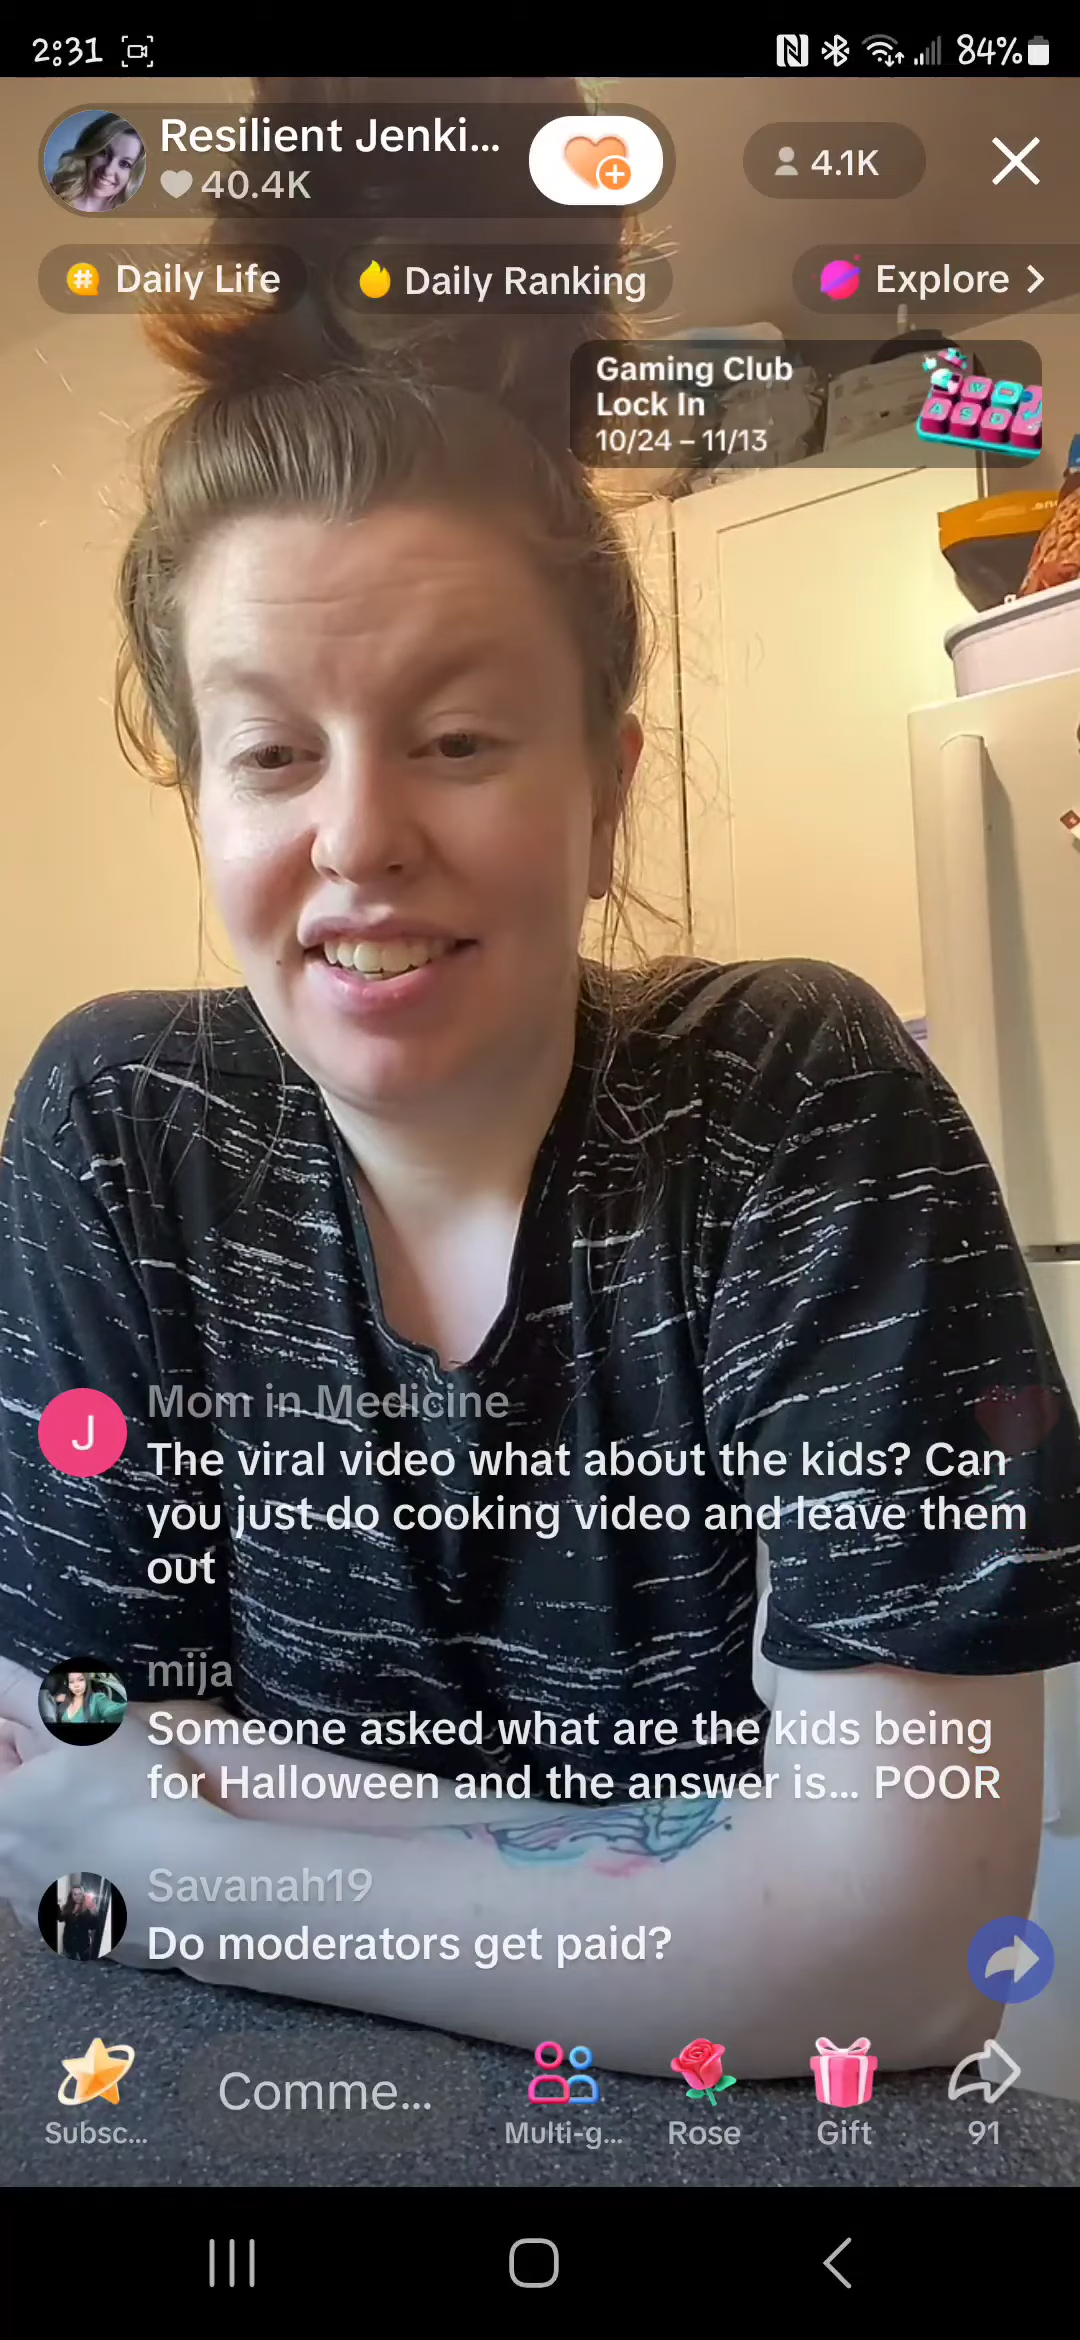 2:31
84%
Resilient Jenki...
40.4K
4.1K
Daily Life
Daily Ranking
Explore >
Gaming Club
Lock In
10/24 – 11/13
W
A S D
Mom in Medicine
J
The viral video what about the kids? Can
you just do cooking video and leave them
out
mīja
Someone asked what are the kids being
for Halloween and the answer is... POOR
Savanah19
Do moderators get paid?
Comme...
Subsc...
Multi-g...
Rose
Gift
91